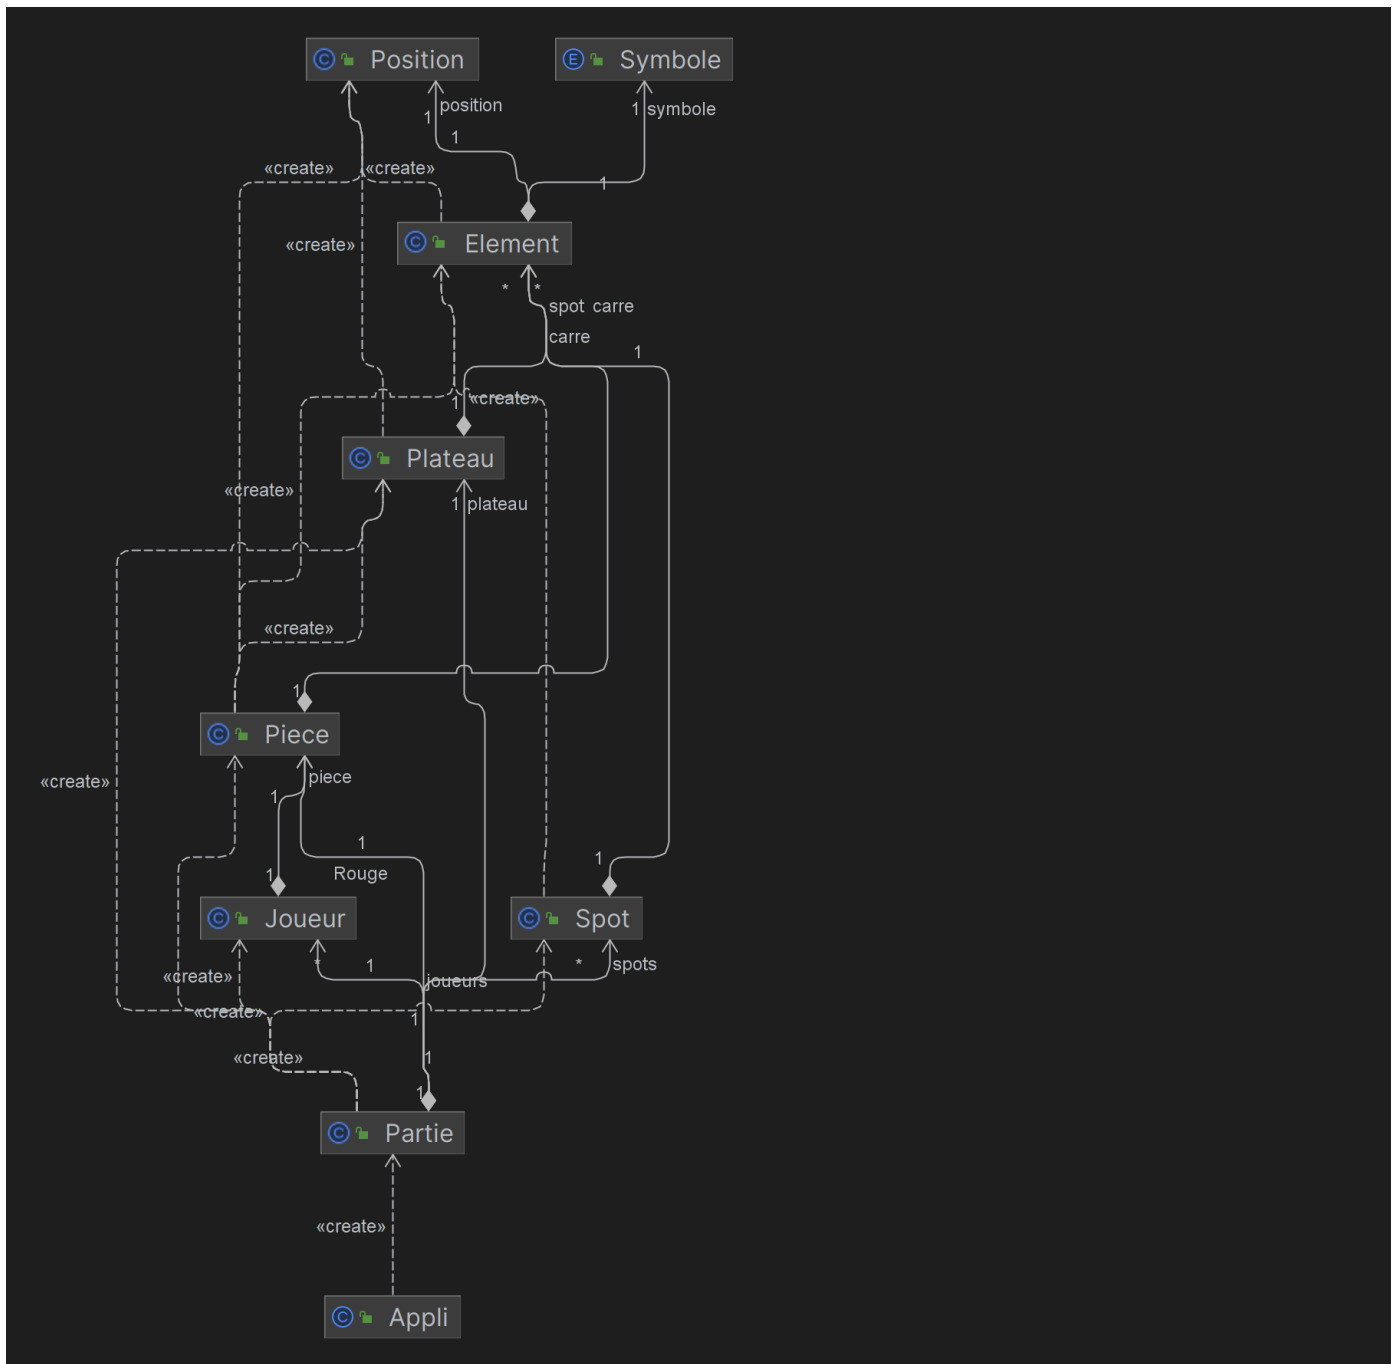 C Position
E Symbole
position
1
1 symbole
1
«create»
«create»
1
«create»
C Element
* *
spot carre
carre
1
1 «create»
C Plateau
«create»
1 plateau
«create»
1
C Piece
piece
«create»
1
1
1
Rouge
1
C Joueur
C Spot
* 1
* spots
«create»
joueurs
«create»
1
«create»
1
1
C Partie
«create»
C Appli